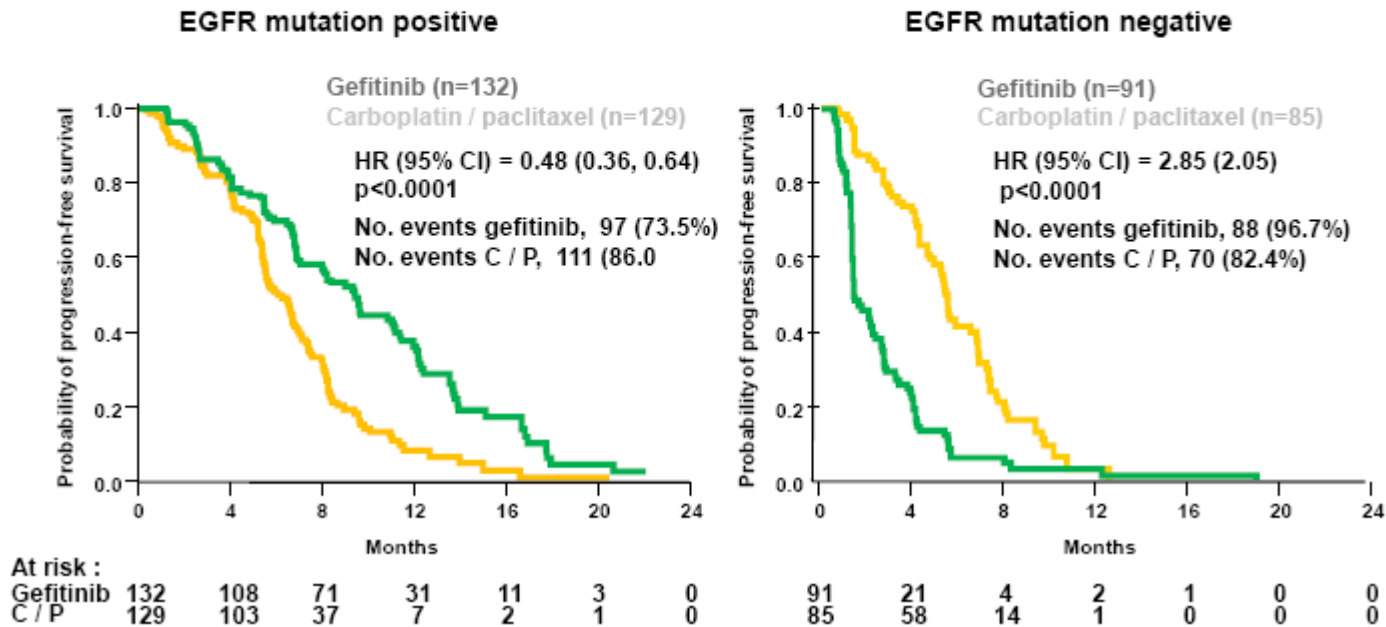 EGFR mutation positive
Gefitinib (n=132)
Carboplatin / paclitaxel (n=129)
HR (95% CI) = 0.48 (0.36, 0.64)
p<0.0001
No. events gefitinib, 97 (73.5%)
No. events C / P, 111 (86.0
Probability of progression-free survival
1.0
0.8
0.6
0.4
0.2
0.0
0 4 8 12 16 20 24
Months
EGFR mutation negative
Gefitinib (n=91)
Carboplatin / paclitaxel (n=85)
HR (95% CI) = 2.85 (2.05)
p<0.0001
No. events gefitinib, 88 (96.7%)
No. events C / P, 70 (82.4%)
Probability of progression-free survival
1.0
0.8
0.6
0.4
0.2
0.0
0 4 8 12 16 20 24
Months
At risk :
Gefitinib 132 108 71 31 11 3 0 91 21 4 2 1 0 0
C / P 129 103 37 7 2 1 0 85 58 14 1 0 0 0